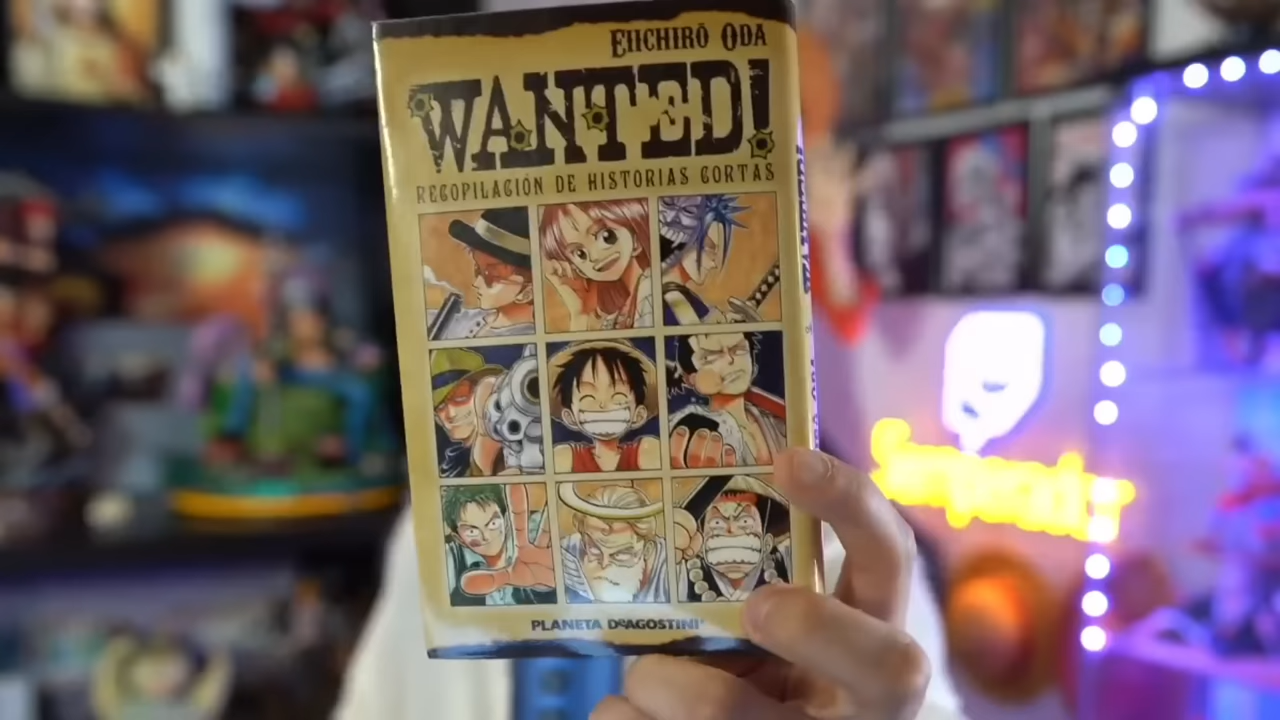 EIICHIRŌ ODA
WANTED!
RECOPILACIÓN DE HISTORIAS CORTAS
PLANETA DEAGOSTINI